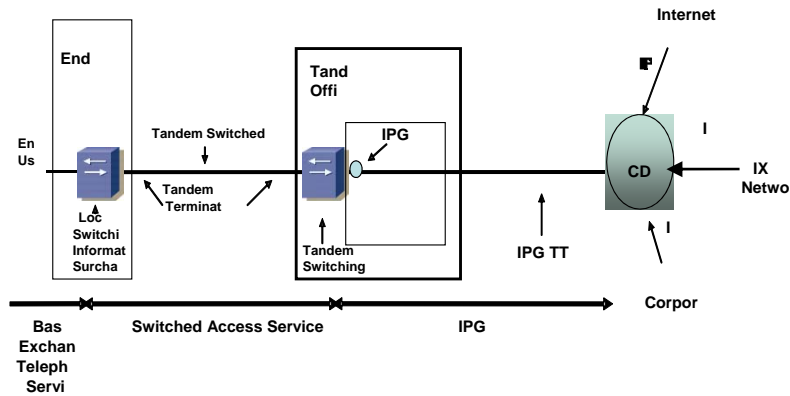 Internet
End
Tand
Offi
IP
En
Us
Tandem Switched
IPG
I
CD
IX
Netwo
Tandem
Terminat
Loc
Switchi
Informat
Surcha
Tandem
Switching
IPG TT
I
Corpor
Bas
Exchan
Teleph
Servi
Switched Access Service
IPG